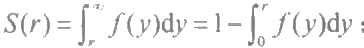 S(r) = ∫_r^∞ f(y)dy = 1 - ∫_0^r f(y)dy ;